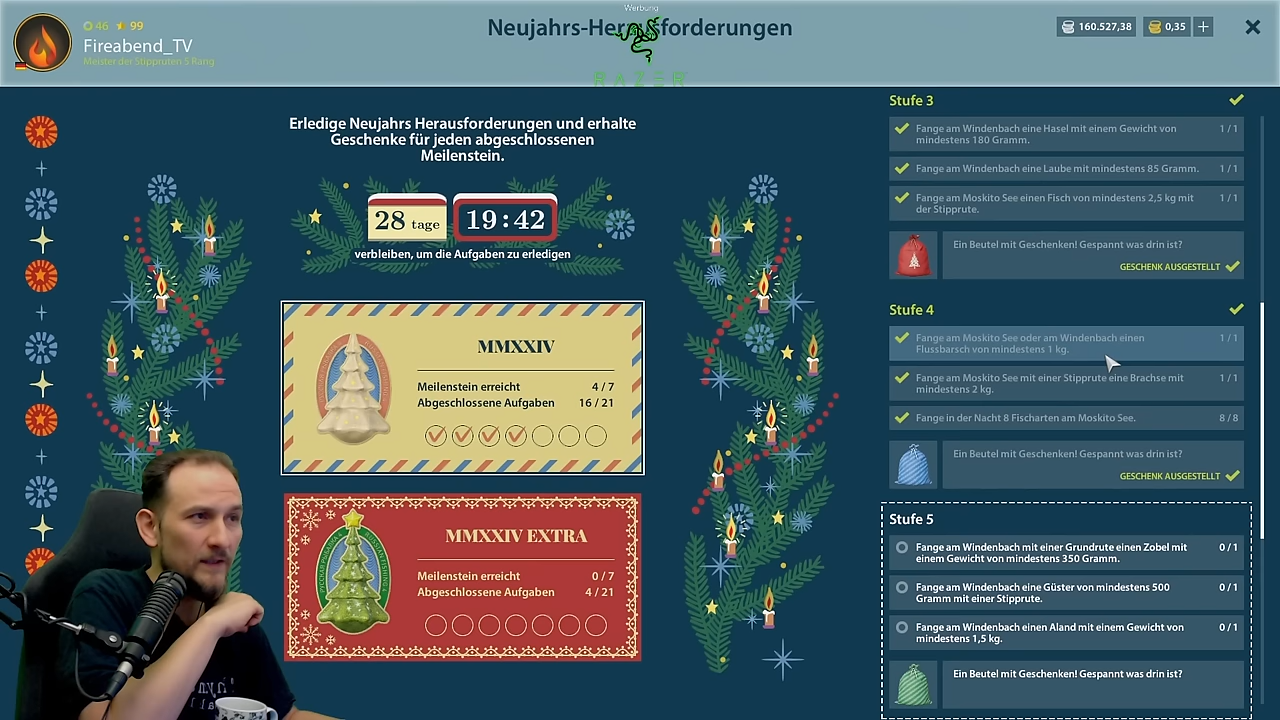 Werbung
46 99
Fireabend_TV
Meister der Stippruten 5 Rang
Neujahrs-Herausforderungen
RAZER
160.527,38
0,35
Erledige Neujahrs Herausforderungen und erhalte
Geschenke für jeden abgeschlossenen
Meilenstein.
28 tage 19:42
verbleiben, um die Aufgaben zu erledigen
MMXXIV
Meilenstein erreicht 4 / 7
Abgeschlossene Aufgaben 16 / 21
MMXXIV EXTRA
Meilenstein erreicht 0 / 7
Abgeschlossene Aufgaben 4 / 21
Stufe 3
Fange am Windenbach eine Hasel mit einem Gewicht von 1 / 1
mindestens 180 Gramm.
Fange am Windenbach eine Laube mit mindestens 85 Gramm. 1 / 1
Fange am Moskito See einen Fisch von mindestens 2,5 kg mit 1 / 1
der Stipprute.
Ein Beutel mit Geschenken! Gespannt was drin ist?
GESCHENK AUSGESTELLT
Stufe 4
Fange am Moskito See oder am Windenbach einen 1 / 1
Flussbarsch von mindestens 1 kg.
Fange am Moskito See mit einer Stipprute eine Brachse mit 1 / 1
mindestens 2 kg.
Fange in der Nacht 8 Fischarten am Moskito See. 8 / 8
Ein Beutel mit Geschenken! Gespannt was drin ist?
GESCHENK AUSGESTELLT
Stufe 5
Fange am Windenbach mit einer Grundrute einen Zobel mit 0 / 1
einem Gewicht von mindestens 350 Gramm.
Fange am Windenbach eine Güster von mindestens 500 0 / 1
Gramm mit einer Stipprute.
Fange am Windenbach einen Aland mit einem Gewicht von 0 / 1
mindestens 1,5 kg.
Ein Beutel mit Geschenken! Gespannt was drin ist?